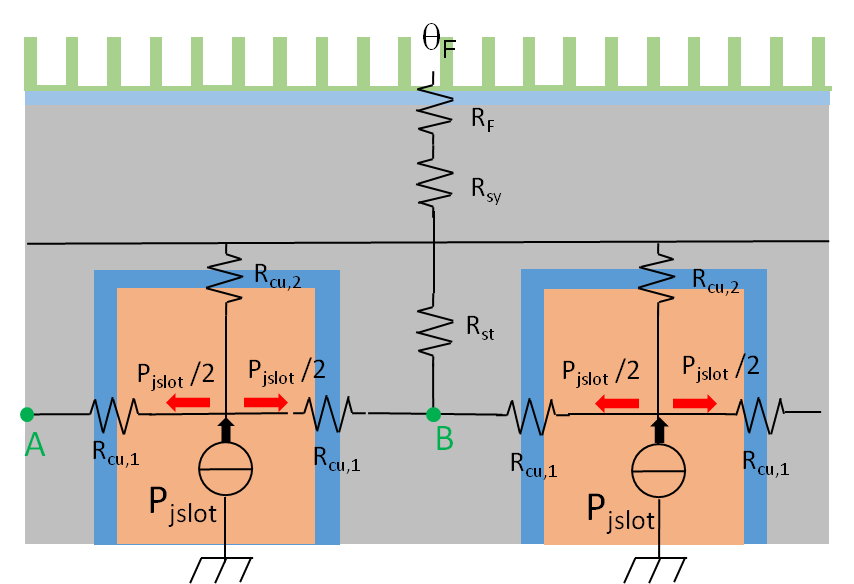 θF
RF
Rsy
Rcu,2
Rcu,2
Rst
Pjslot /2
Pjslot /2
Pjslot /2
Pjslot /2
A
Rcu,1
Rcu,1
B
Rcu,1
Rcu,1
Pjslot
Pjslot